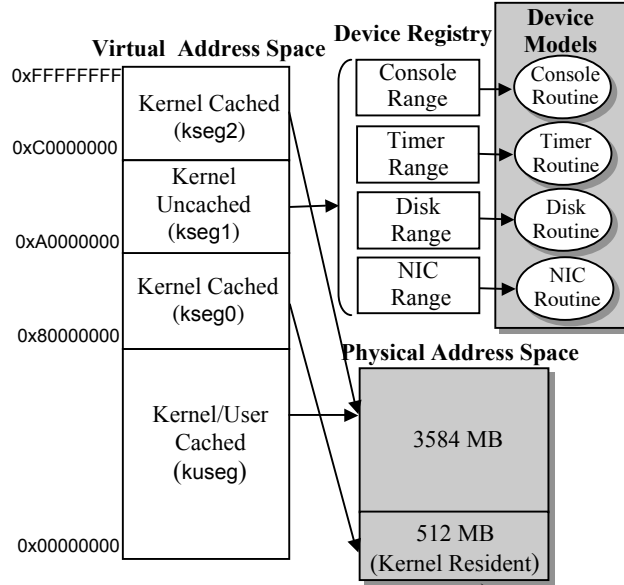 Virtual Address Space
0xFFFFFFFF
Kernel Cached
(kseg2)
0xC0000000
Kernel
Uncached
(kseg1)
0xA0000000
Kernel Cached
(kseg0)
0x80000000
Kernel/User
Cached
(kuseg)
0x00000000
Device Registry
Console
Range
Timer
Range
Disk
Range
NIC
Range
Device
Models
Console
Routine
Timer
Routine
Disk
Routine
NIC
Routine
Physical Address Space
3584 MB
512 MB
(Kernel Resident)